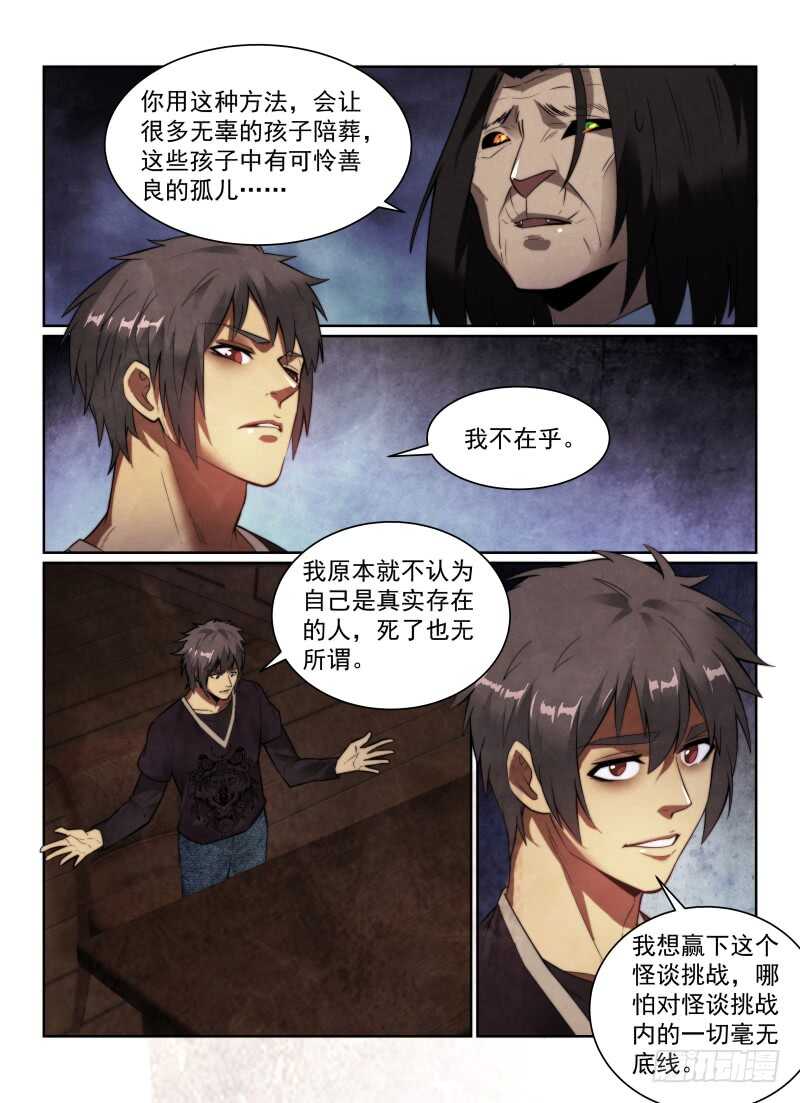 你用这种方法，会让
很多无辜的孩子陪葬，
这些孩子中有可怜善
良的孤儿……
我不在乎。
我原本就不认为
自己是真实存在
的人，死了也无
所谓。
我想赢下这个
怪谈挑战，哪
怕对怪谈挑战
内的一切毫无
底线。
腾讯动漫